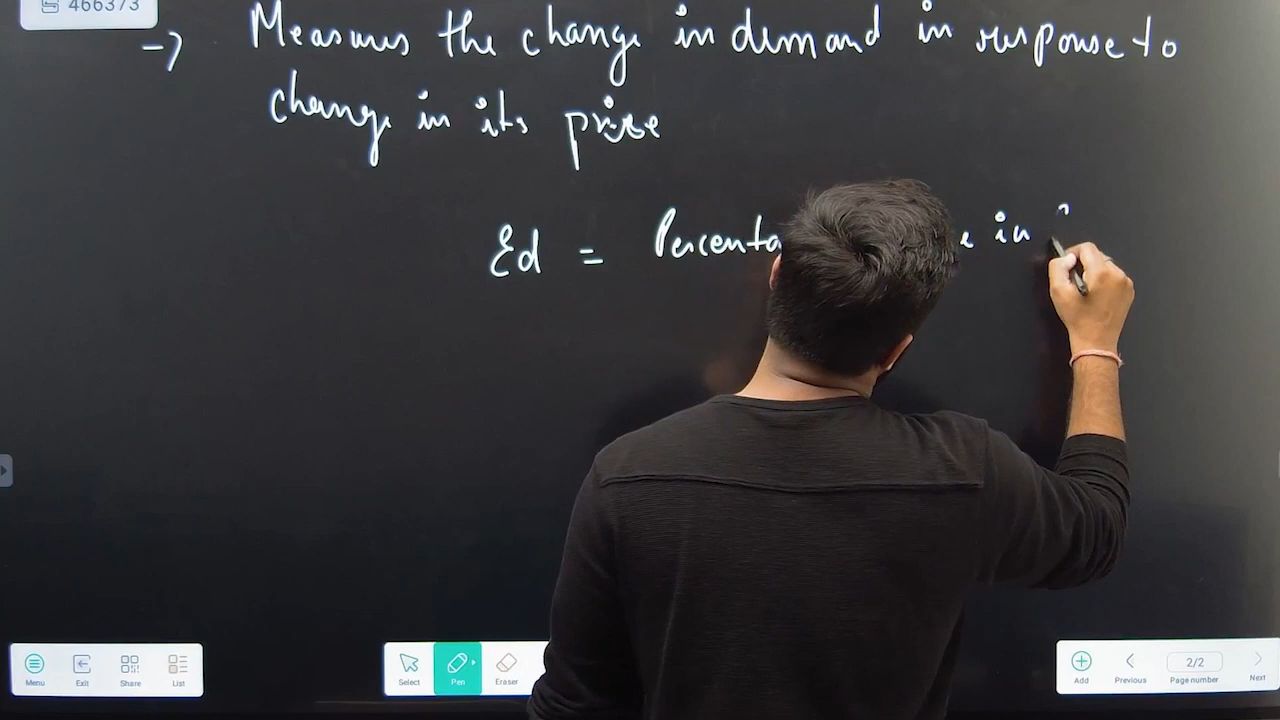 466373
→ Measures the change in demand in response to
change in its price
Ed = Percenta in
Menu Exit Share List Select Pen Eraser Add Previous 2/2 Page number Next